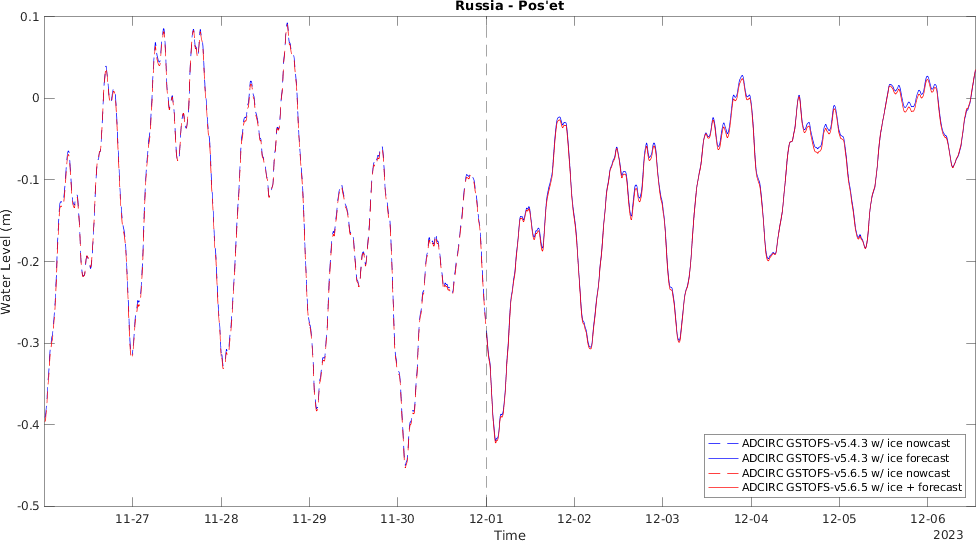 Russia - Pos'et
Water Level (m)
0.1
0
-0.1
-0.2
-0.3
-0.4
-0.5
ADCIRC GSTOFS-v5.4.3 w/ ice nowcast
ADCIRC GSTOFS-v5.4.3 w/ ice forecast
ADCIRC GSTOFS-v5.6.5 w/ ice nowcast
ADCIRC GSTOFS-v5.6.5 w/ ice + forecast
11-27 11-28 11-29 11-30 12-01 12-02 12-03 12-04 12-05 12-06
Time 2023